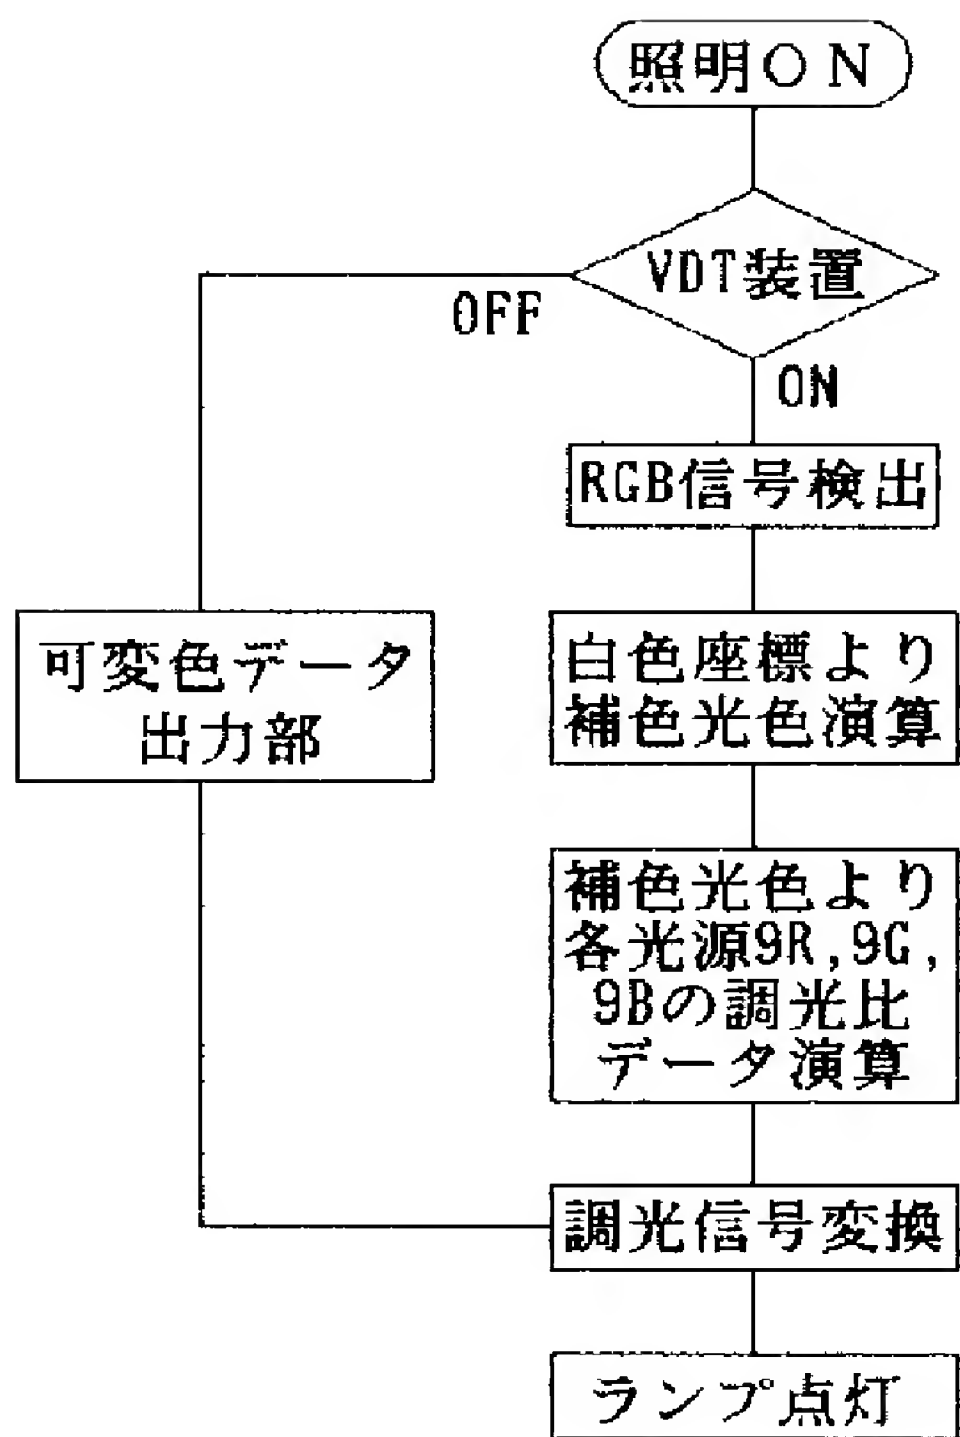 照明ON
VDT装置
OFF
ON
RGB信号検出
可変色データ
出力部
白色座標より
補色光色演算
補色光色より
各光源9R,9G,
9Bの調光比
データ演算
調光信号変換
ランプ点灯